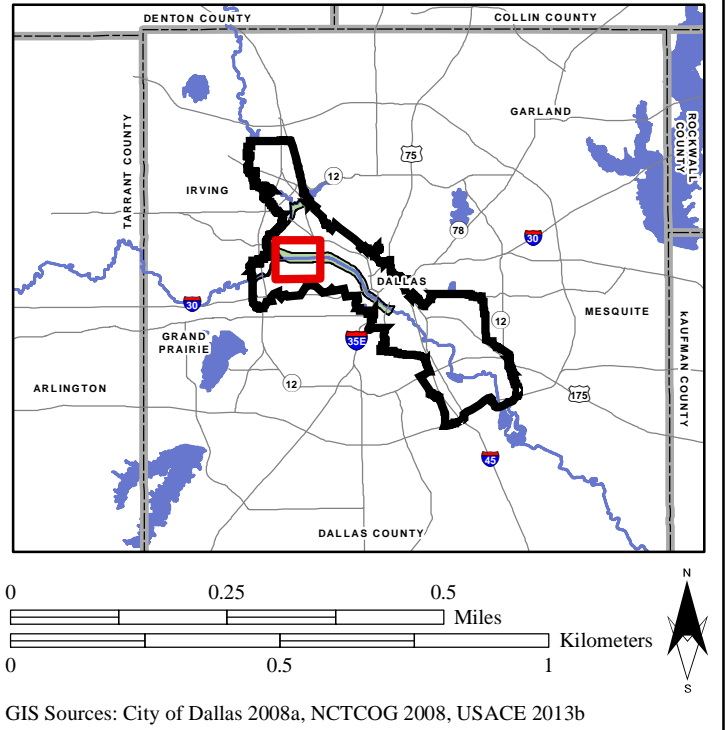 DENTON COUNTY
COLLIN COUNTY
GARLAND
TARRANT COUNTY
ROCKWALL
COUNTY
75
12
IRVING
78
30
DALLAS
30
MESQUITE
12
GRAND
PRAIRIE
35E
KAUFMAN COUNTY
ARLINGTON
12
175
45
DALLAS COUNTY
0 0.25 0.5
Miles
Kilometers
0 0.5 1
N
S
GIS Sources: City of Dallas 2008a, NCTCOG 2008, USACE 2013b